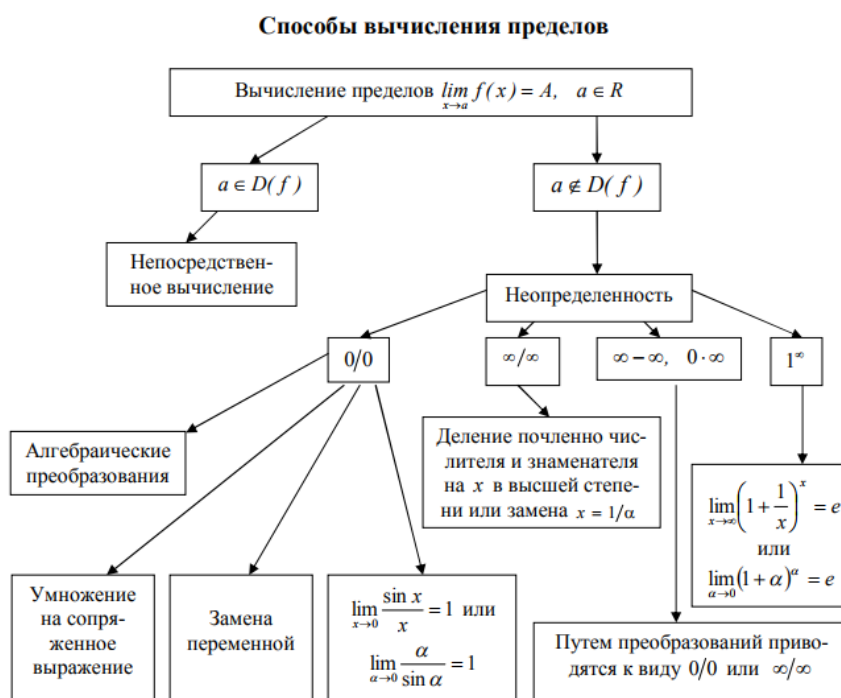 Способы вычисления пределов
Вычисление пределов lim f(x) = A, a ∈ R
x→a
a ∈ D(f)
a ∉ D(f)
Непосредствен-
ное вычисление
Неопределенность
0/0
∞/∞
∞ − ∞, 0 · ∞
1^∞
Алгебраические
преобразования
Деление почленно чис-
лителя и знаменателя
на x в высшей степе-
ни или замена x = 1/α
lim_{x→∞} (1 + 1/x)^x = e
или
lim_{α→0} (1 + α)^α = e
Умножение
на сопря-
женное
выражение
Замена
переменной
lim_{x→0} sin x / x = 1 или
lim_{α→0} α / sin α = 1
Путем преобразований приво-
дятся к виду 0/0 или ∞/∞